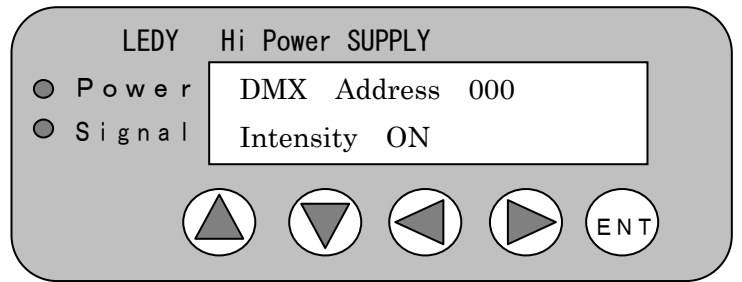 LEDY Hi Power SUPPLY
Power
DMX Address 000
Signal
Intensity ON
ENT